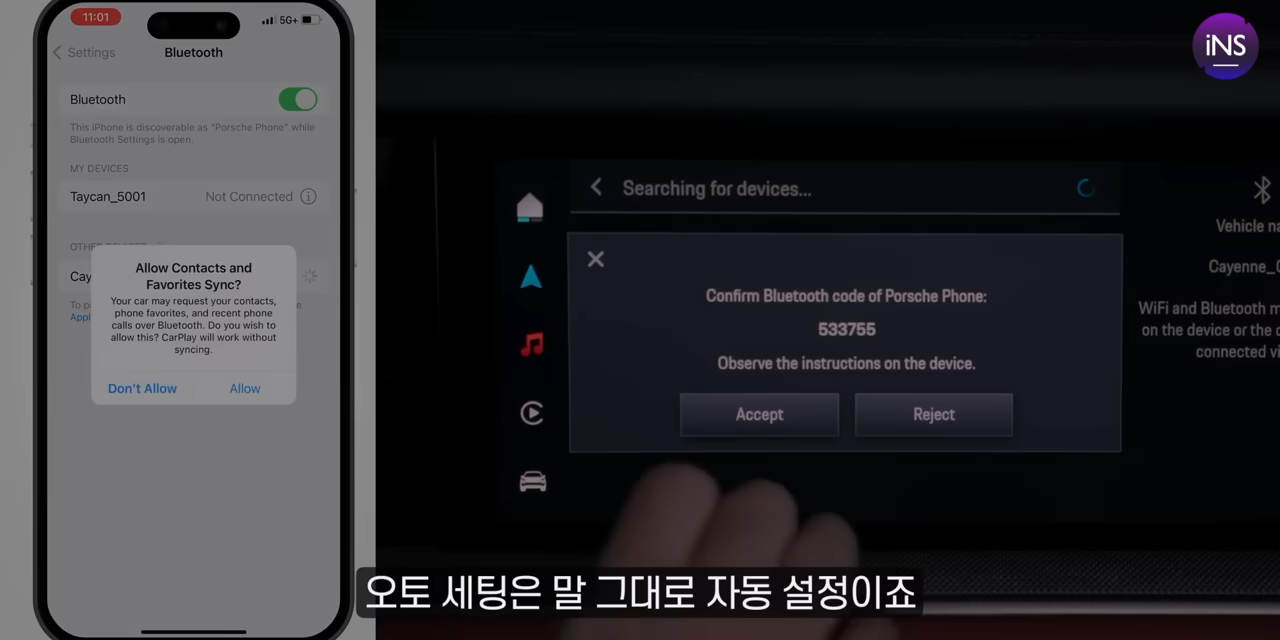 11:01
5G+
Settings
Bluetooth
Bluetooth
This iPhone is discoverable as "Porsche Phone" while
Bluetooth Settings is open.
MY DEVICES
Taycan_5001
Not Connected
Cay
To pa
Appl
e
Allow Contacts and
Favorites Sync?
Your car may request your contacts,
phone favorites, and recent phone
calls over Bluetooth. Do you wish to
allow this? CarPlay will work without
syncing.
Don't Allow
Allow
iNS
Searching for devices...
Confirm Bluetooth code of Porsche Phone:
533755
Observe the instructions on the device.
Accept
Reject
Vehicle na
Cayenne_
WiFi and Bluetooth m
on the device or the c
connected vi
오토 세팅은 말 그대로 자동 설정이죠